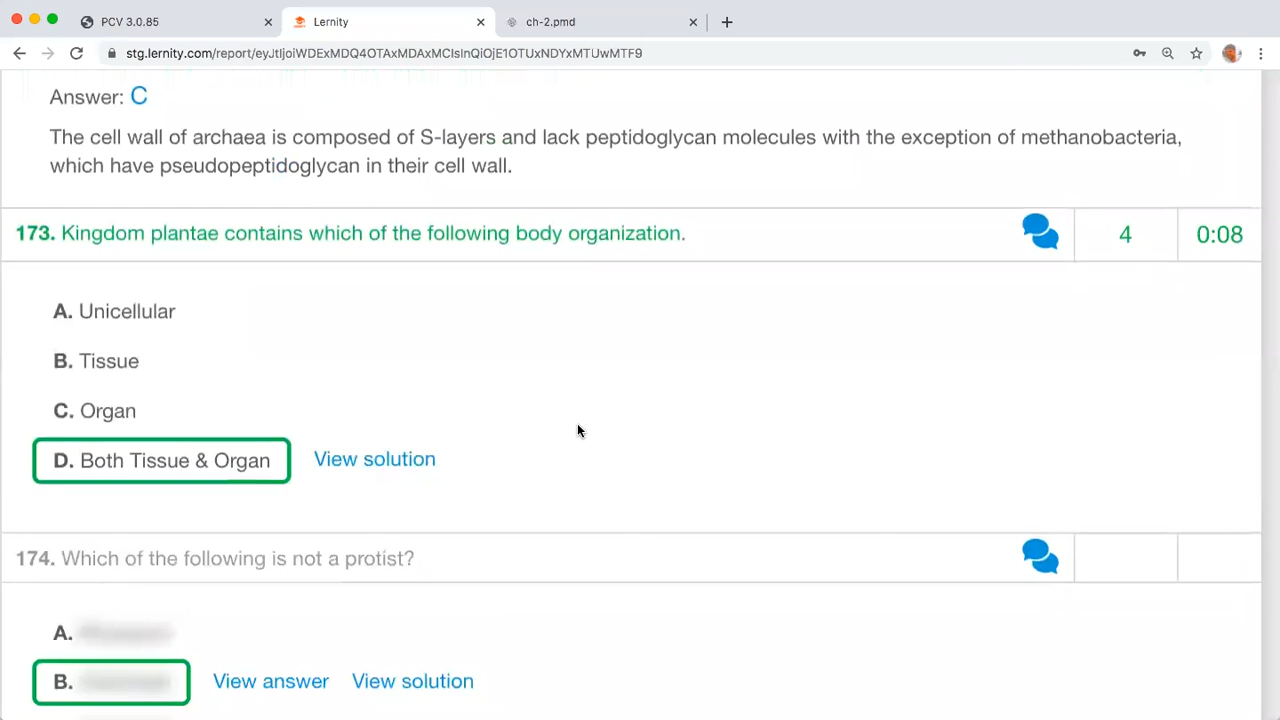 PCV 3.0.85
Lernity
ch-2.pmd
stg.lernity.com/report/eyJtIjoiWDExMDQ4OTAxMDAxMCIsInQiOjE1OTUxNDYxMTUwMTF9
Answer: C
The cell wall of archaea is composed of S-layers and lack peptidoglycan molecules with the exception of methanobacteria,
which have pseudopeptidoglycan in their cell wall.
173. Kingdom plantae contains which of the following body organization.
4
0:08
A. Unicellular
B. Tissue
C. Organ
D. Both Tissue & Organ
View solution
174. Which of the following is not a protist?
A.
B.
View answer
View solution